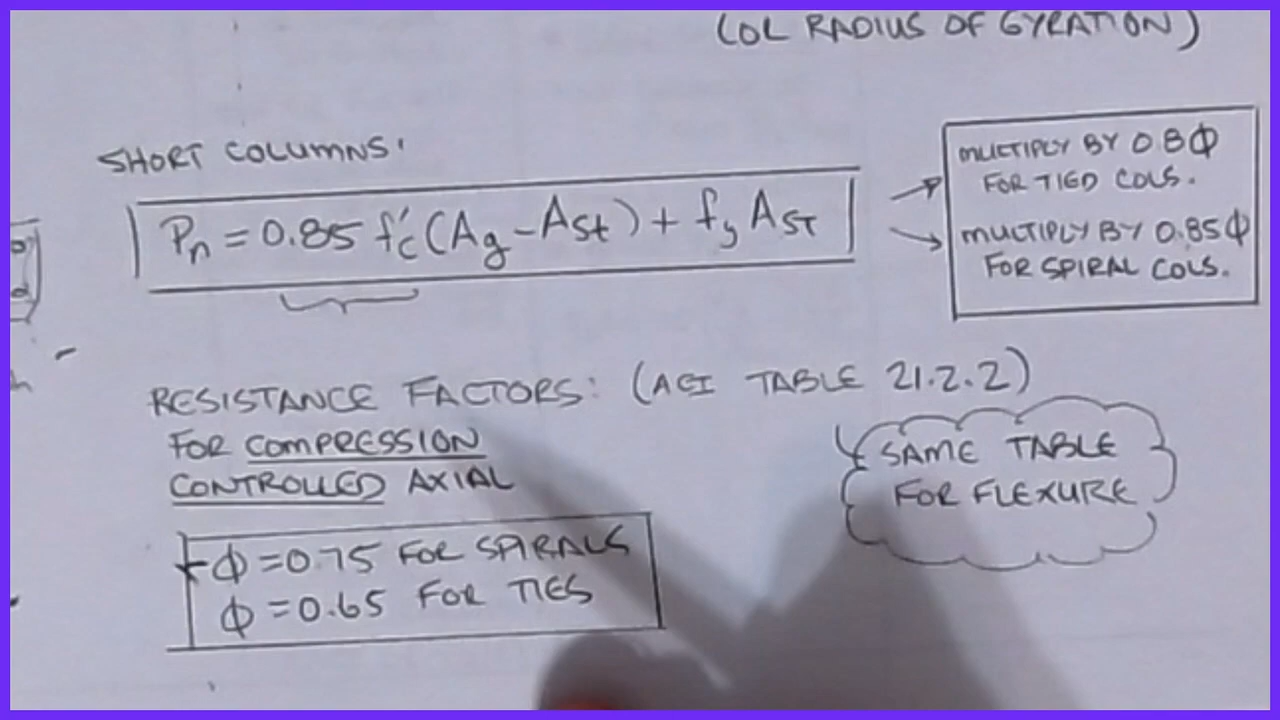 (OL RADIUS OF GYRATION)
SHORT COLUMNS:
Pn = 0.85 f'c (Ag - Ast) + fy AST
MULTIPLY BY 0.8Φ
FOR TIED COLS.
MULTIPLY BY 0.85Φ
FOR SPIRAL COLS.
RESISTANCE FACTORS: (ACI TABLE 21.2.2)
FOR COMPRESSION
CONTROLLED AXIAL
SAME TABLE
FOR FLEXURE
Φ = 0.75 FOR SPIRALS
Φ = 0.65 FOR TIES